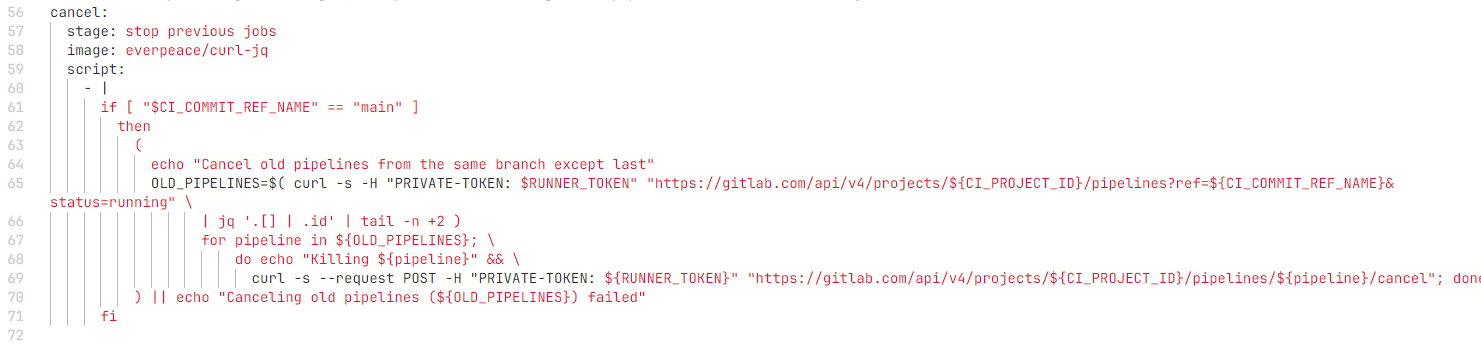 56 cancel:
57 stage: stop previous jobs
58 image: everpeace/curl-jq
59 script:
60 - |
61 if [ "$CI_COMMIT_REF_NAME" == "main" ]
62 then
63 (
64 echo "Cancel old pipelines from the same branch except last"
65 OLD_PIPELINES=$( curl -s -H "PRIVATE-TOKEN: $RUNNER_TOKEN" "https://gitlab.com/api/v4/projects/${CI_PROJECT_ID}/pipelines?ref=${CI_COMMIT_REF_NAME}&
status=running" \
66 | jq '.[] | .id' | tail -n +2 )
67 for pipeline in ${OLD_PIPELINES}; \
68 do echo "Killing ${pipeline}" && \
69 curl -s --request POST -H "PRIVATE-TOKEN: ${RUNNER_TOKEN}" "https://gitlab.com/api/v4/projects/${CI_PROJECT_ID}/pipelines/${pipeline}/cancel"; done
70 ) || echo "Canceling old pipelines (${OLD_PIPELINES}) failed"
71 fi
72